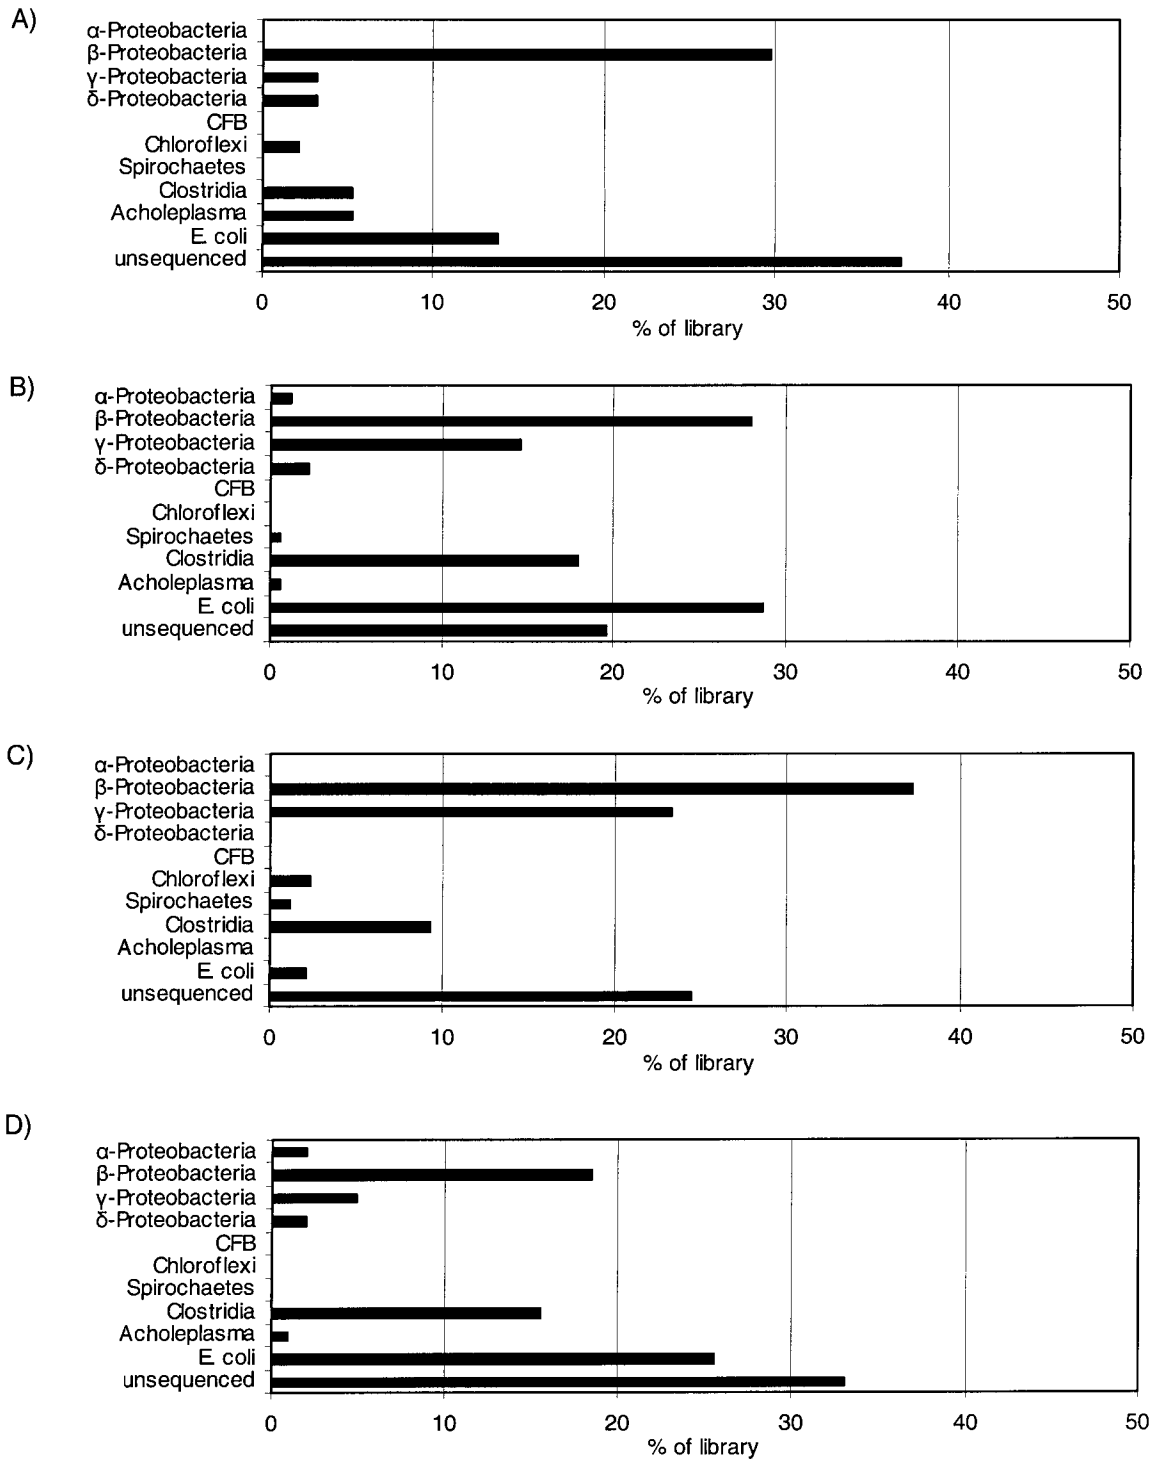 A)
α-Proteobacteria
β-Proteobacteria
γ-Proteobacteria
δ-Proteobacteria
CFB
Chloroflexi
Spirochaetes
Clostridia
Acholeplasma
E. coli
unsequenced
0 10 20 30 40 50
% of library
B)
α-Proteobacteria
β-Proteobacteria
γ-Proteobacteria
δ-Proteobacteria
CFB
Chloroflexi
Spirochaetes
Clostridia
Acholeplasma
E. coli
unsequenced
0 10 20 30 40 50
% of library
C)
α-Proteobacteria
β-Proteobacteria
γ-Proteobacteria
δ-Proteobacteria
CFB
Chloroflexi
Spirochaetes
Clostridia
Acholeplasma
E. coli
unsequenced
0 10 20 30 40 50
% of library
D)
α-Proteobacteria
β-Proteobacteria
γ-Proteobacteria
δ-Proteobacteria
CFB
Chloroflexi
Spirochaetes
Clostridia
Acholeplasma
E. coli
unsequenced
0 10 20 30 40 50
% of library